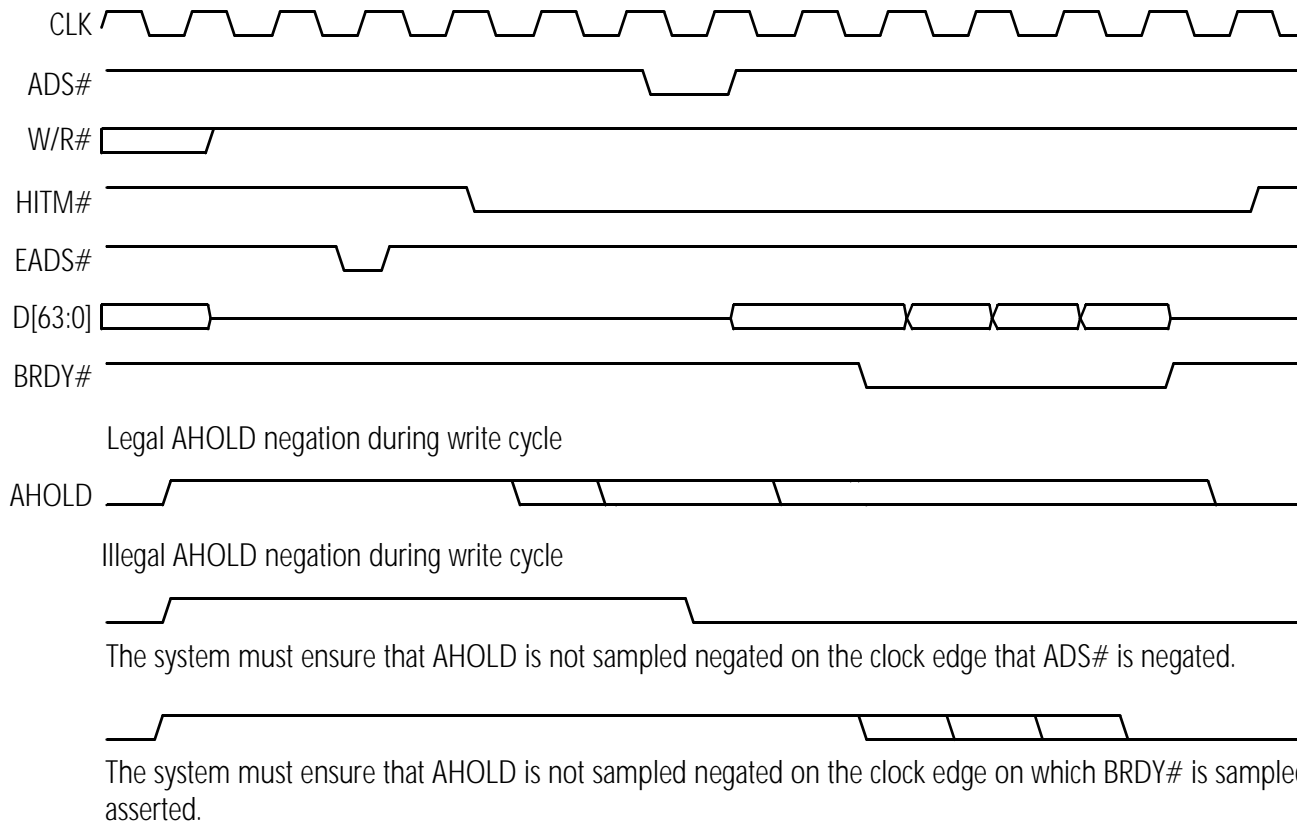 CLK
ADS#
W/R#
HITM#
EADS#
D[63:0]
BRDY#
Legal AHOLD negation during write cycle
AHOLD
Illegal AHOLD negation during write cycle
The system must ensure that AHOLD is not sampled negated on the clock edge that ADS# is negated.
The system must ensure that AHOLD is not sampled negated on the clock edge on which BRDY# is sampled
asserted.